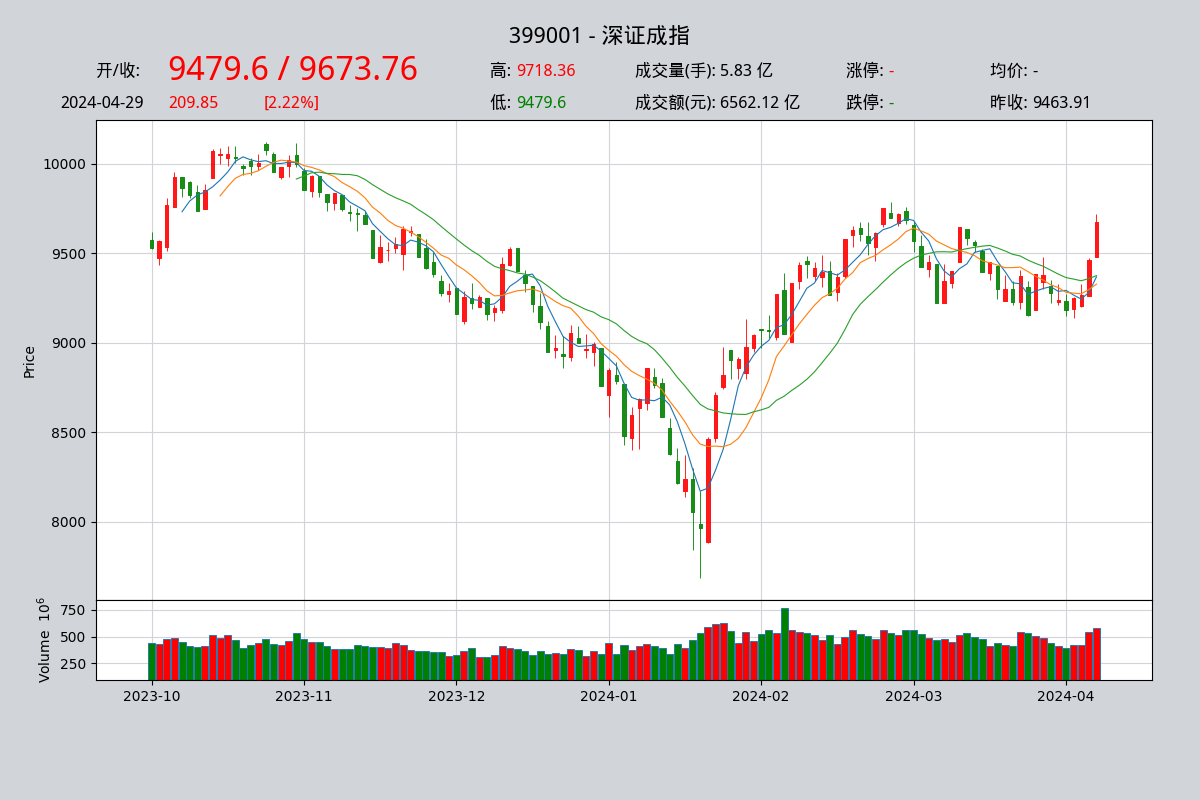 399001 - 深证成指
开/收: 9479.6 / 9673.76 高: 9718.36 成交量(手): 5.83 亿 涨停: - 均价: -
2024-04-29 209.85 [2.22%] 低: 9479.6 成交额(元): 6562.12 亿 跌停: - 昨收: 9463.91
10000
9500
9000
8500
8000
Price
750
500
250
Volume 10^6
2023-10 2023-11 2023-12 2024-01 2024-02 2024-03 2024-04